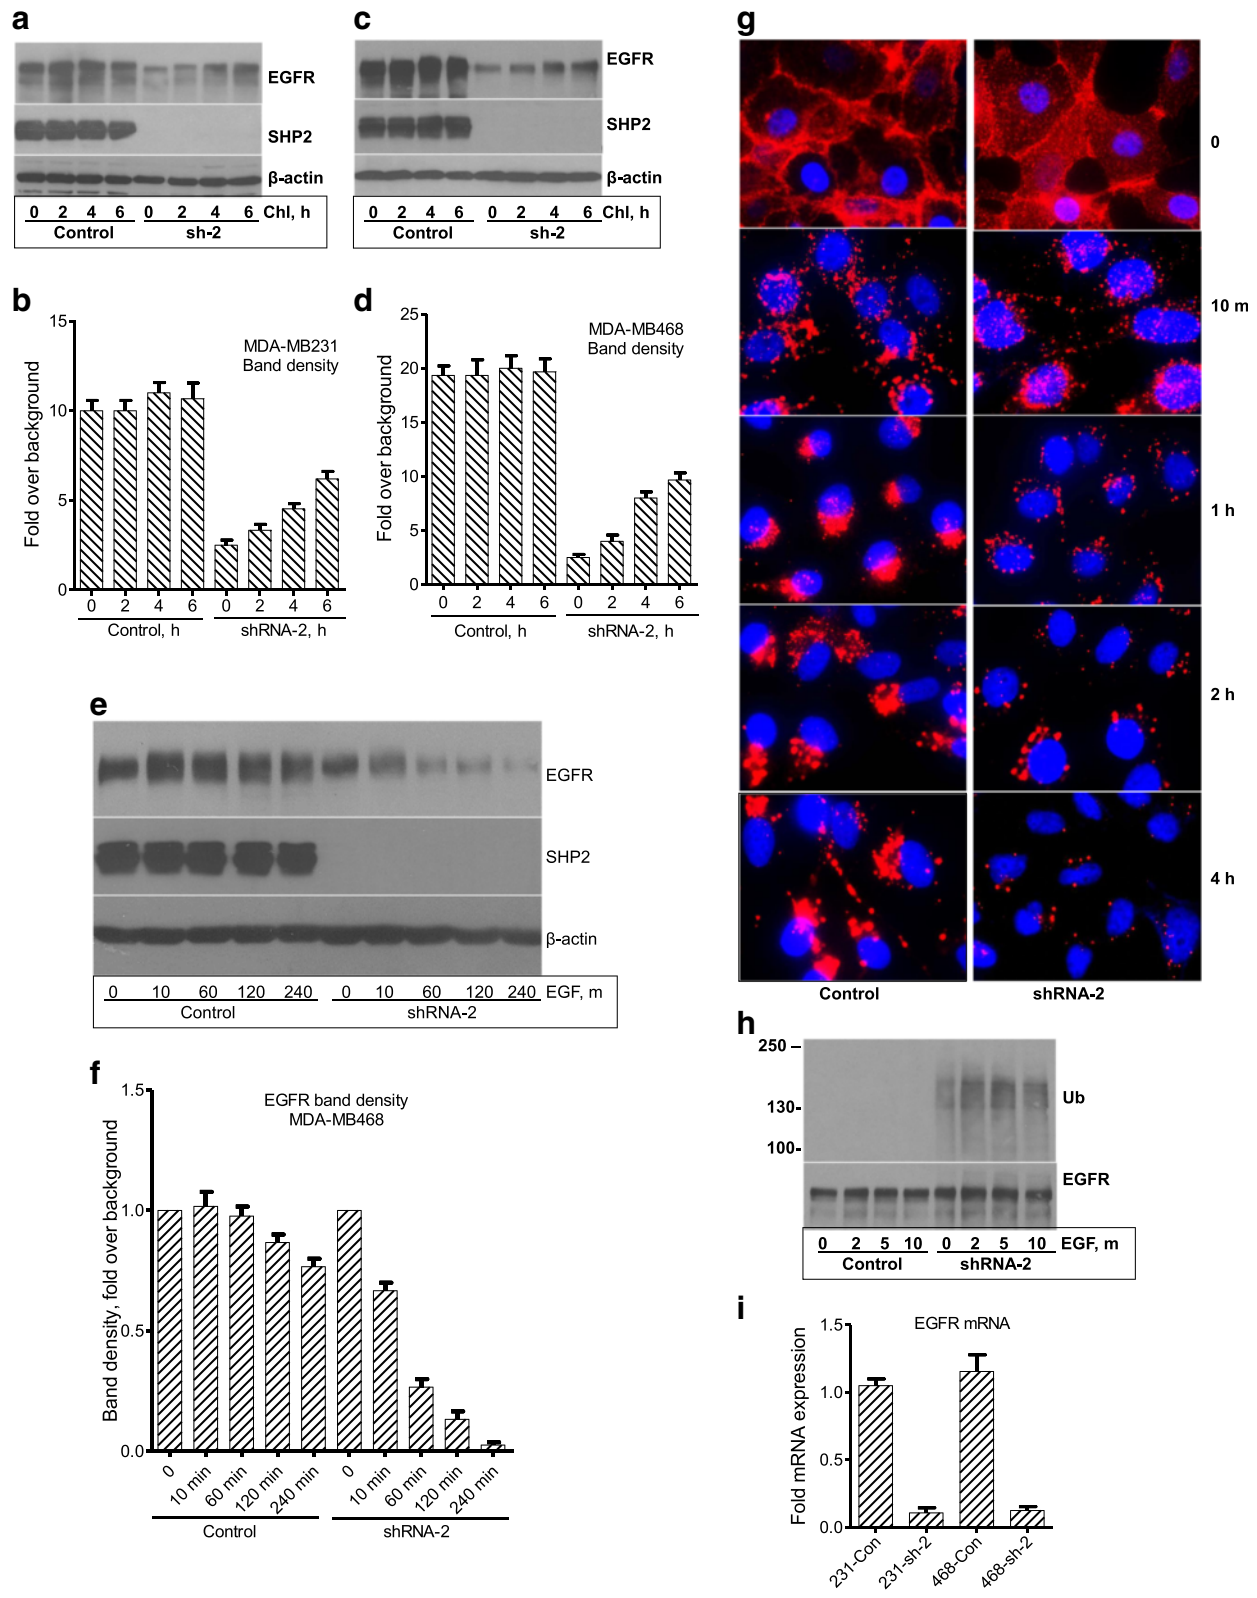 a
EGFR
SHP2
β-actin
0 2 4 6 0 2 4 6 Chl, h
Control sh-2
c
EGFR
SHP2
β-actin
0 2 4 6 0 2 4 6 Chl, h
Control sh-2
b
MDA-MB231
Band density
Fold over background
15
10
5
0
0 2 4 6 0 2 4 6
Control, h shRNA-2, h
d
MDA-MB468
Band density
Fold over background
25
20
15
10
5
0
0 2 4 6 0 2 4 6
Control, h shRNA-2, h
e
EGFR
SHP2
β-actin
0 10 60 120 240 0 10 60 120 240 EGF, m
Control shRNA-2
f
EGFR band density
MDA-MB468
Band density, fold over background
1.5
1.0
0.5
0.0
0 10 min 60 min 120 min 240 min 0 10 min 60 min 120 min 240 min
Control shRNA-2
g
0
10 m
1 h
2 h
4 h
Control shRNA-2
h
250
130
100
Ub
EGFR
0 2 5 10 0 2 5 10 EGF, m
Control shRNA-2
i
EGFR mRNA
Fold mRNA expression
1.5
1.0
0.5
0.0
231-Con 231-sh-2 468-Con 468-sh-2